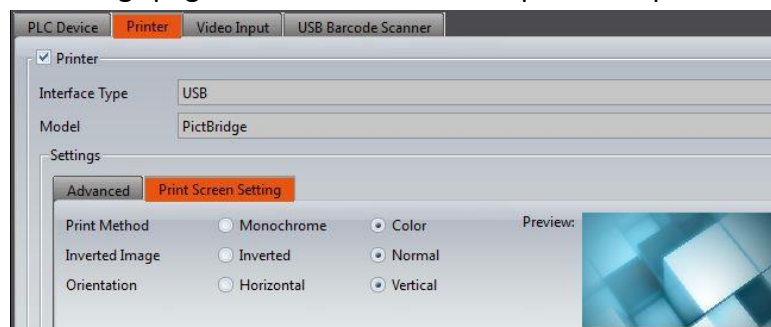 PLC Device Printer Video Input USB Barcode Scanner
Printer
Interface Type USB
Model PictBridge
Settings
Advanced Print Screen Setting
Print Method Monochrome Color Preview:
Inverted Image Inverted Normal
Orientation Horizontal Vertical